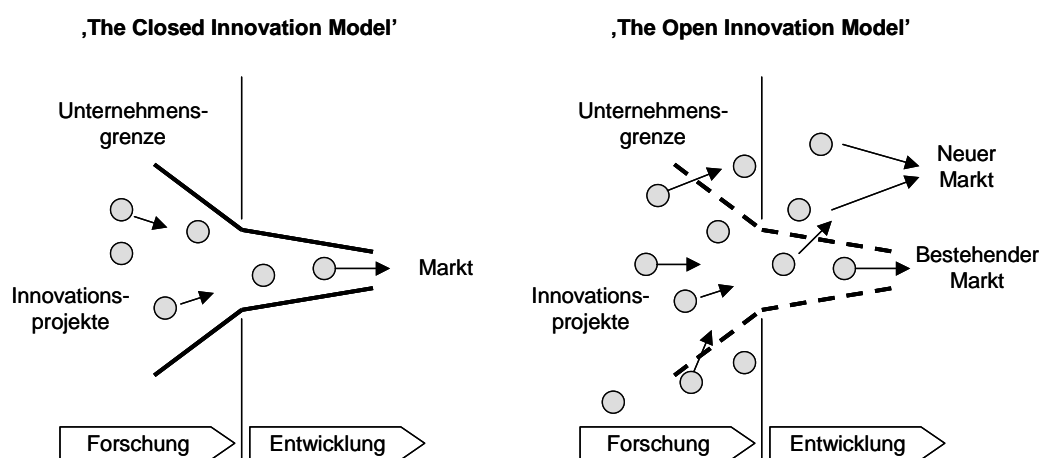 ‚The Closed Innovation Model’
Unternehmens-
grenze
Innovations-
projekte
Markt
Forschung
Entwicklung
‚The Open Innovation Model’
Unternehmens-
grenze
Neuer
Markt
Bestehender
Markt
Innovations-
projekte
Forschung
Entwicklung